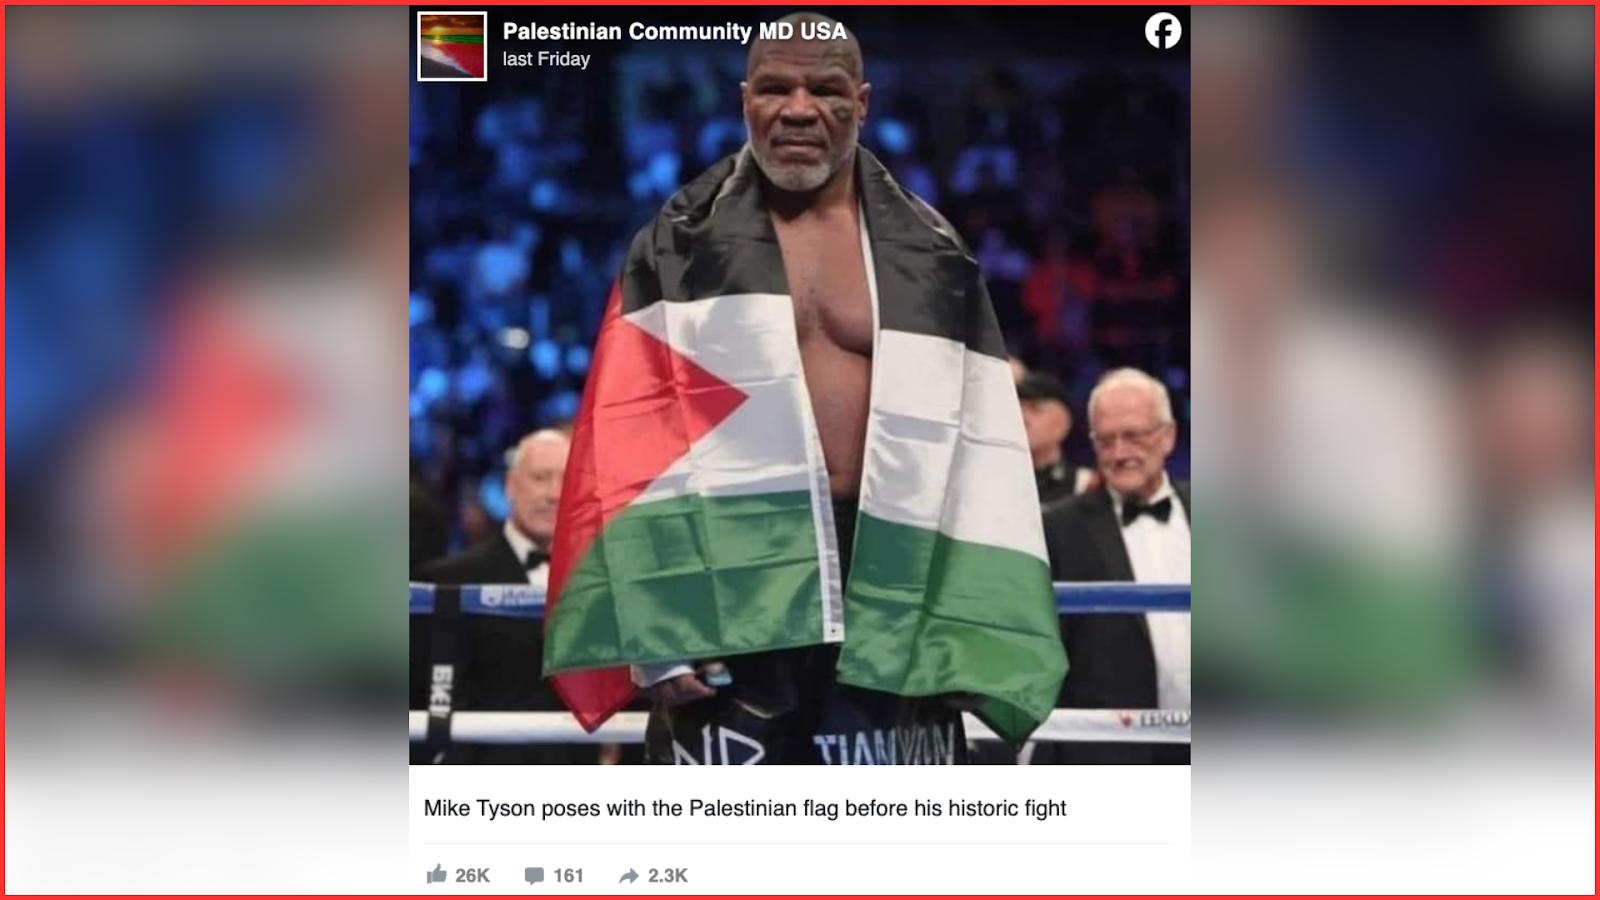 Palestinian Community MD USA
last Friday
TIANYAN
Mike Tyson poses with the Palestinian flag before his historic fight
26K 161 2.3K